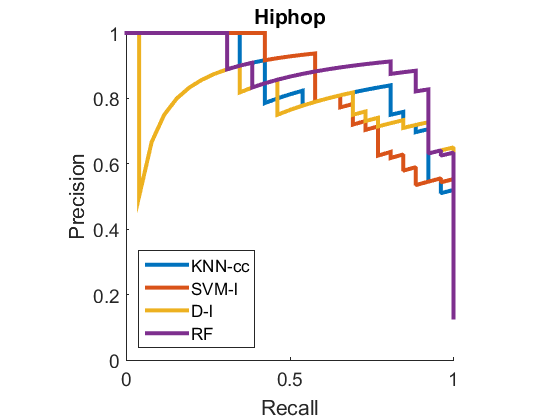 Hiphop
Precision
1
0.8
0.6
0.4
0.2
0
KNN-cc
SVM-l
D-l
RF
0 0.5 1
Recall